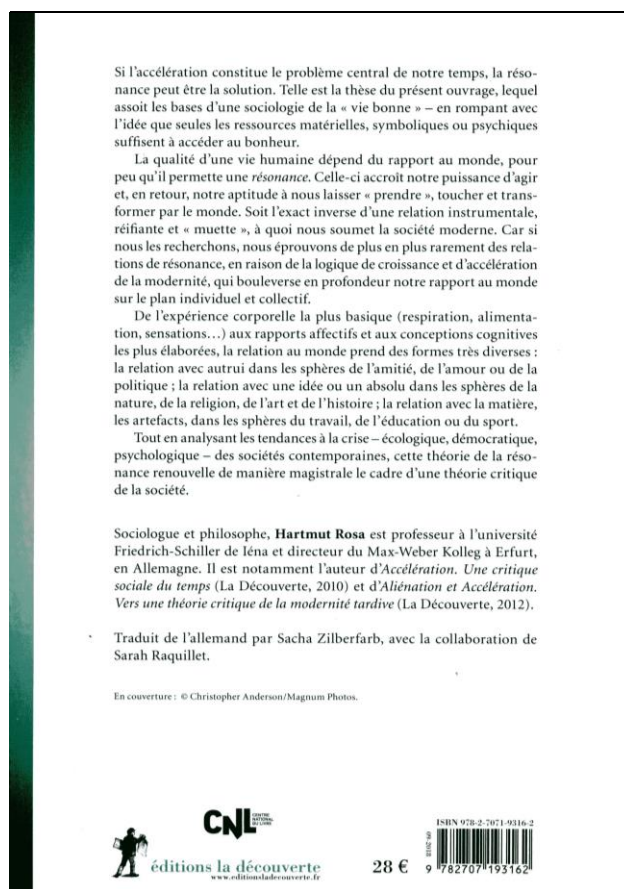 Si l'accélération constitue le problème central de notre temps, la réso-
nance peut être la solution. Telle est la thèse du présent ouvrage, lequel
assoit les bases d'une sociologie de la « vie bonne » – en rompant avec
l'idée que seules les ressources matérielles, symboliques ou psychiques
suffisent à accéder au bonheur.
La qualité d'une vie humaine dépend du rapport au monde, pour
peu qu'il permette une résonance. Celle-ci accroît notre puissance d'agir
et, en retour, notre aptitude à nous laisser « prendre », toucher et trans-
former par le monde. Soit l'exact inverse d'une relation instrumentale,
réifiante et « muette », à quoi nous soumet la société moderne. Car si
nous les recherchons, nous éprouvons de plus en plus rarement des rela-
tions de résonance, en raison de la logique de croissance et d'accélération
de la modernité, qui bouleverse en profondeur notre rapport au monde
sur le plan individuel et collectif.
De l'expérience corporelle la plus basique (respiration, alimenta-
tion, sensations…) aux rapports affectifs et aux conceptions cognitives
les plus élaborées, la relation au monde prend des formes très diverses :
la relation avec autrui dans les sphères de l'amitié, de l'amour ou de la
politique ; la relation avec une idée ou un absolu dans les sphères de la
nature, de la religion, de l'art et de l'histoire ; la relation avec la matière,
les artefacts, dans les sphères du travail, de l'éducation ou du sport.
Tout en analysant les tendances à la crise – écologique, démocratique,
psychologique – des sociétés contemporaines, cette théorie de la réso-
nance renouvelle de manière magistrale le cadre d'une théorie critique
de la société.
Sociologue et philosophe, Hartmut Rosa est professeur à l'université
Friedrich-Schiller de Iéna et directeur du Max-Weber Kolleg à Erfurt,
en Allemagne. Il est notamment l'auteur d'Accélération. Une critique
sociale du temps (La Découverte, 2010) et d'Aliénation et Accélération.
Vers une théorie critique de la modernité tardive (La Découverte, 2012).
Traduit de l'allemand par Sacha Zilberfarb, avec la collaboration de
Sarah Raquillet.
En couverture : © Christopher Anderson/Magnum Photos.
CNL CENTRE
NATIONAL
DU LIVRE
éditions la découverte
www.editionsladecouverte.fr
28 €
ISBN 978-2-7071-9316-2
09-2018
9 782707 193162